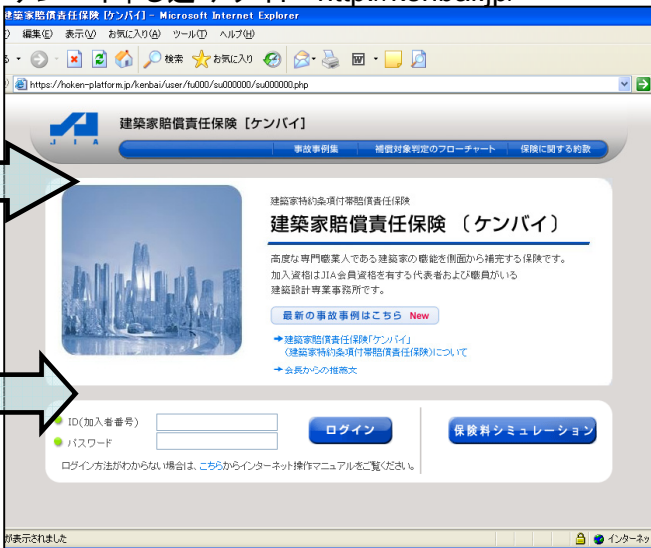 http://kenbai.jp/
建築家賠償責任保険 [ケンバイ] - Microsoft Internet Explorer
編集(E) 表示(V) お気に入り(A) ツール(T) ヘルプ(H)
検索 お気に入り
https://hoken-platform.jp/kenbai/user/fu000/su000000/su000000.php
JIA
建築家賠償責任保険 [ケンバイ]
事故事例集 補償対象判定のフローチャート 保険に関する約款
建築家特約条項付帯賠償責任保険
建築家賠償責任保険 〔ケンバイ〕
高度な専門職業人である建築家の職能を側面から補完する保険です。
加入資格はJIA会員資格を有する代表者および職員がいる
建築設計専業事務所です。
最新の事故事例はこちら New
建築家賠償責任保険「ケンバイ」
(建築家特約条項付帯賠償責任保険)について
会長からの推薦文
ID(加入者番号)
パスワード
ログイン
保険料シミュレーション
ログイン方法がわからない場合は、こちらからインターネット操作マニュアルをご覧ください。
が表示されました
インターネッ